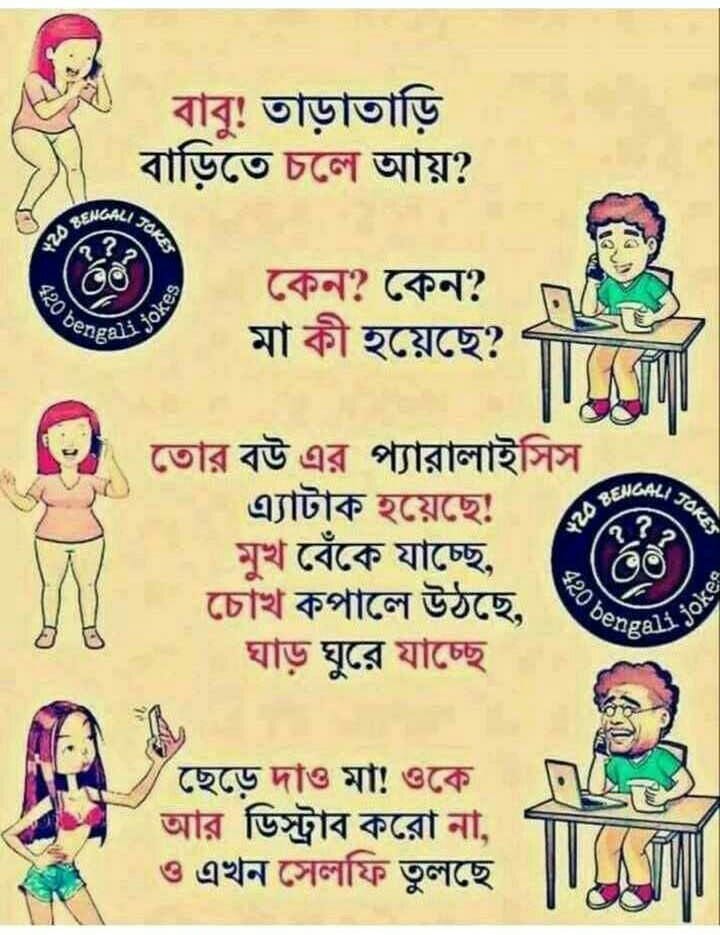 বাবু! তাড়াতাড়ি
বাড়িতে চলে আয়?
420 BENGALI JOKES
420 bengali jokes
কেন? কেন?
মা কী হয়েছে?
তোর বউ এর প্যারালাইসিস
এ্যাটাক হয়েছে!
মুখ বেঁকে যাচ্ছে,
চোখ কপালে উঠছে,
ঘাড় ঘুরে যাচ্ছে
420 BENGALI JOKES
420 bengali jokes
ছেড়ে দাও মা! ওকে
আর ডিস্ট্রাব করো না,
ও এখন সেলফি তুলছে